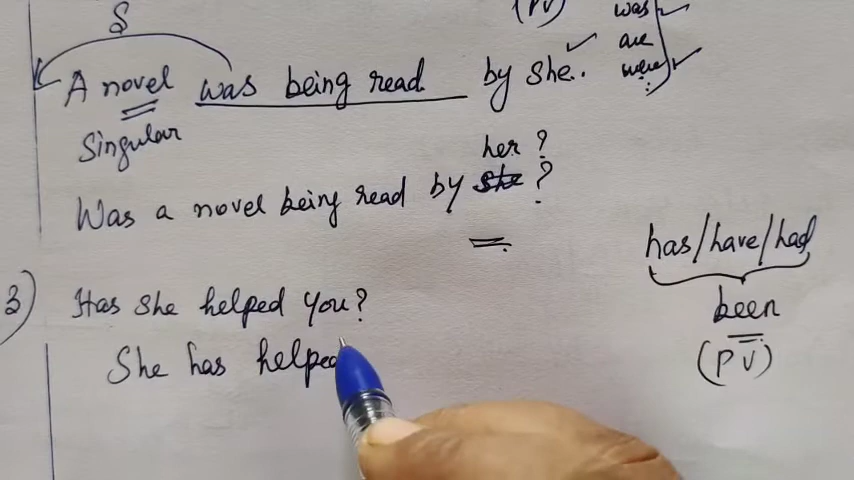 S
(PV)
was
are
were
A novel was being read by she.
Singular
her ?
Was a novel being read by she ?
has/have/had
been
(PV)
3) Has she helped you?
She has helped